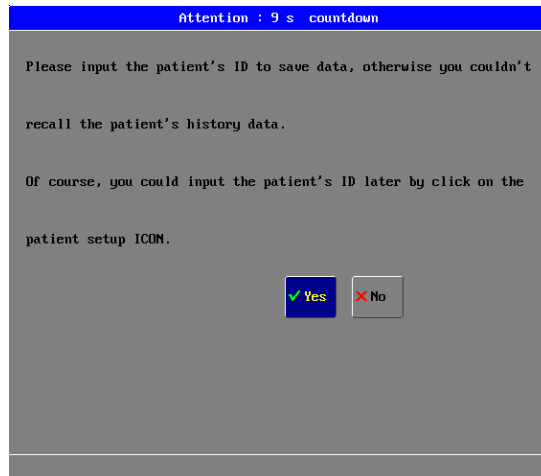 Attention : 9 s countdown
Please input the patient's ID to save data, otherwise you couldn't
recall the patient's history data.
Of course, you could input the patient's ID later by click on the
patient setup ICON.
Yes No